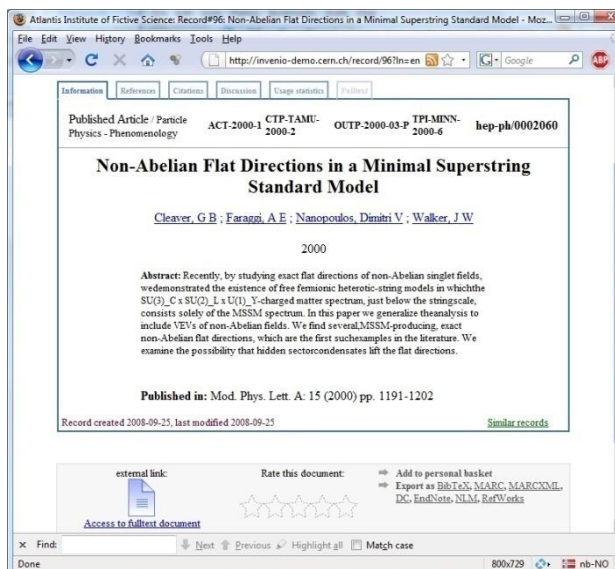 Atlantis Institute of Fictive Science: Record#96: Non-Abelian Flat Directions in a Minimal Superstring Standard Model - Moz...
File Edit View History Bookmarks Tools Help
http://invenio-demo.cern.ch/record/96?ln=en
Google
ABP
Information References Citations Discussion Usage statistics Fulltext
Published Article / Particle
Physics - Phenomenology
ACT-2000-1
CTP-TAMU-
2000-2
OUTP-2000-03-P
TPI-MINN-
2000-6
hep-ph/0002060
Non-Abelian Flat Directions in a Minimal Superstring
Standard Model
Cleaver, G B ; Faraggi, A E ; Nanopoulos, Dimitri V ; Walker, J W
2000
Abstract: Recently, by studying exact flat directions of non-Abelian singlet fields,
wedemonstrated the existence of free fermionic heterotic-string models in whichthe
SU(3)_C x SU(2)_L x U(1)_Y-charged matter spectrum, just below the stringscale,
consists solely of the MSSM spectrum. In this paper we generalize theanalysis to
include VEVs of non-Abelian fields. We find several,MSSM-producing, exact
non-Abelian flat directions, which are the first suchexamples in the literature. We
examine the possibility that hidden sectorcondensates lift the flat directions.
Published in: Mod. Phys. Lett. A: 15 (2000) pp. 1191-1202
Record created 2008-09-25, last modified 2008-09-25
Similar records
external link:
Access to fulltext document
Rate this document:
Add to personal basket
Export as BibTeX, MARC, MARCXML,
DC, EndNote, NLM, RefWorks
Find: Next Previous Highlight all Match case
Done 800x729 nb-NO